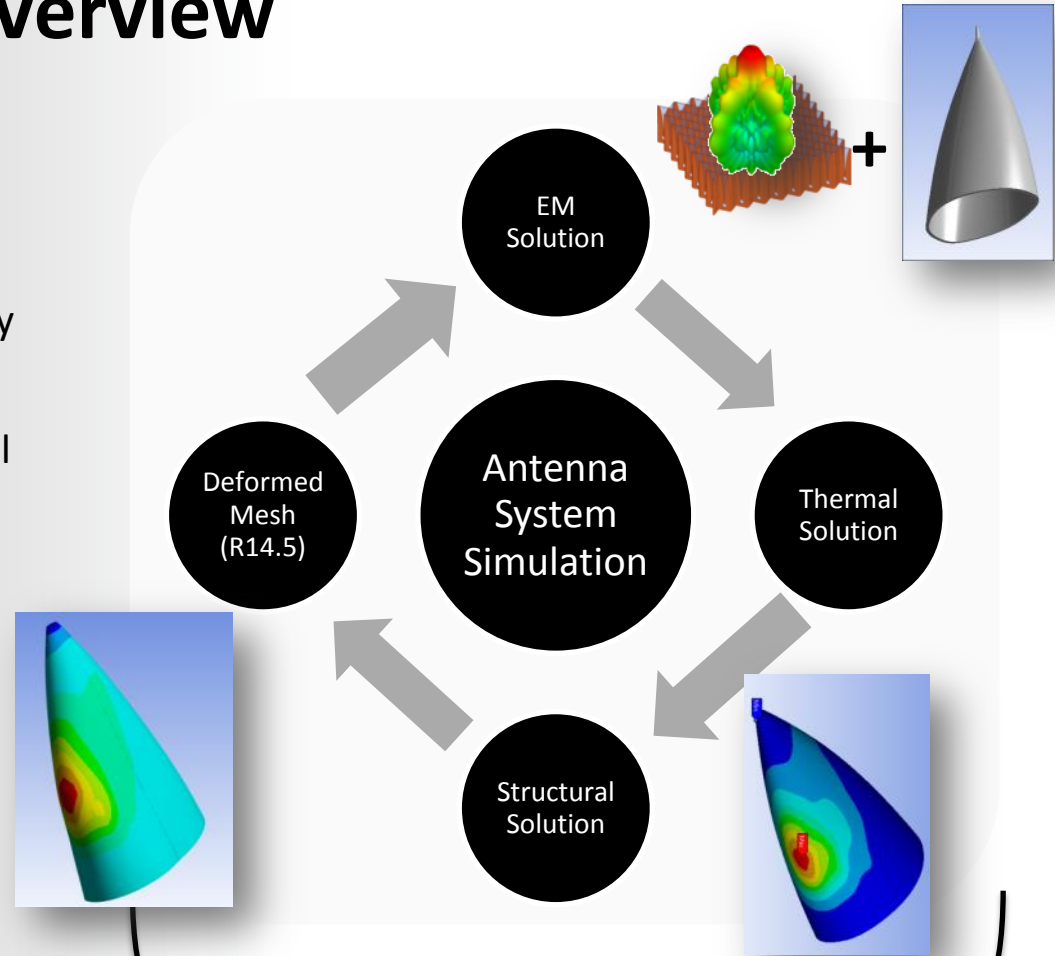 verview
y
l
+
EM
Solution
Deformed
Mesh
(R14.5)
Antenna
System
Simulation
Thermal
Solution
Structural
Solution